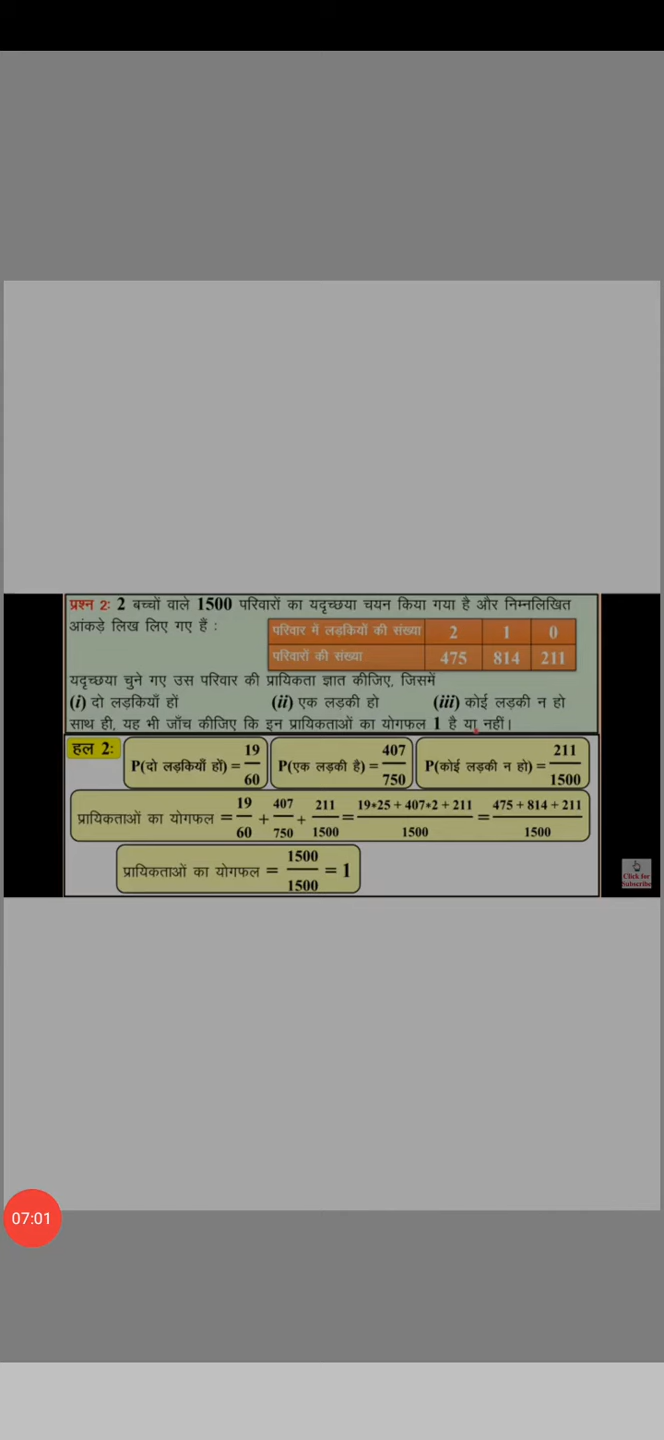 प्रश्न 2: 2 बच्चों वाले 1500 परिवारों का यदृच्छया चयन किया गया है और निम्नलिखित
आंकड़े लिख लिए गए हैं :
परिवार में लड़कियों की संख्या 2 1 0
परिवारों की संख्या 475 814 211
यदृच्छया चुने गए उस परिवार की प्रायिकता ज्ञात कीजिए, जिसमें
(i) दो लड़कियाँ हों (ii) एक लड़की हो (iii) कोई लड़की न हो
साथ ही, यह भी जाँच कीजिए कि इन प्रायिकताओं का योगफल 1 है या नहीं।
हल 2:
P(दो लड़कियाँ हों) = 19/60 P(एक लड़की है) = 407/750 P(कोई लड़की न हो) = 211/1500
प्रायिकताओं का योगफल = 19/60 + 407/750 + 211/1500 = 19*25 + 407*2 + 211/1500 = 475 + 814 + 211/1500
प्रायिकताओं का योगफल = 1500/1500 = 1
Click for
Subscribe
07:01